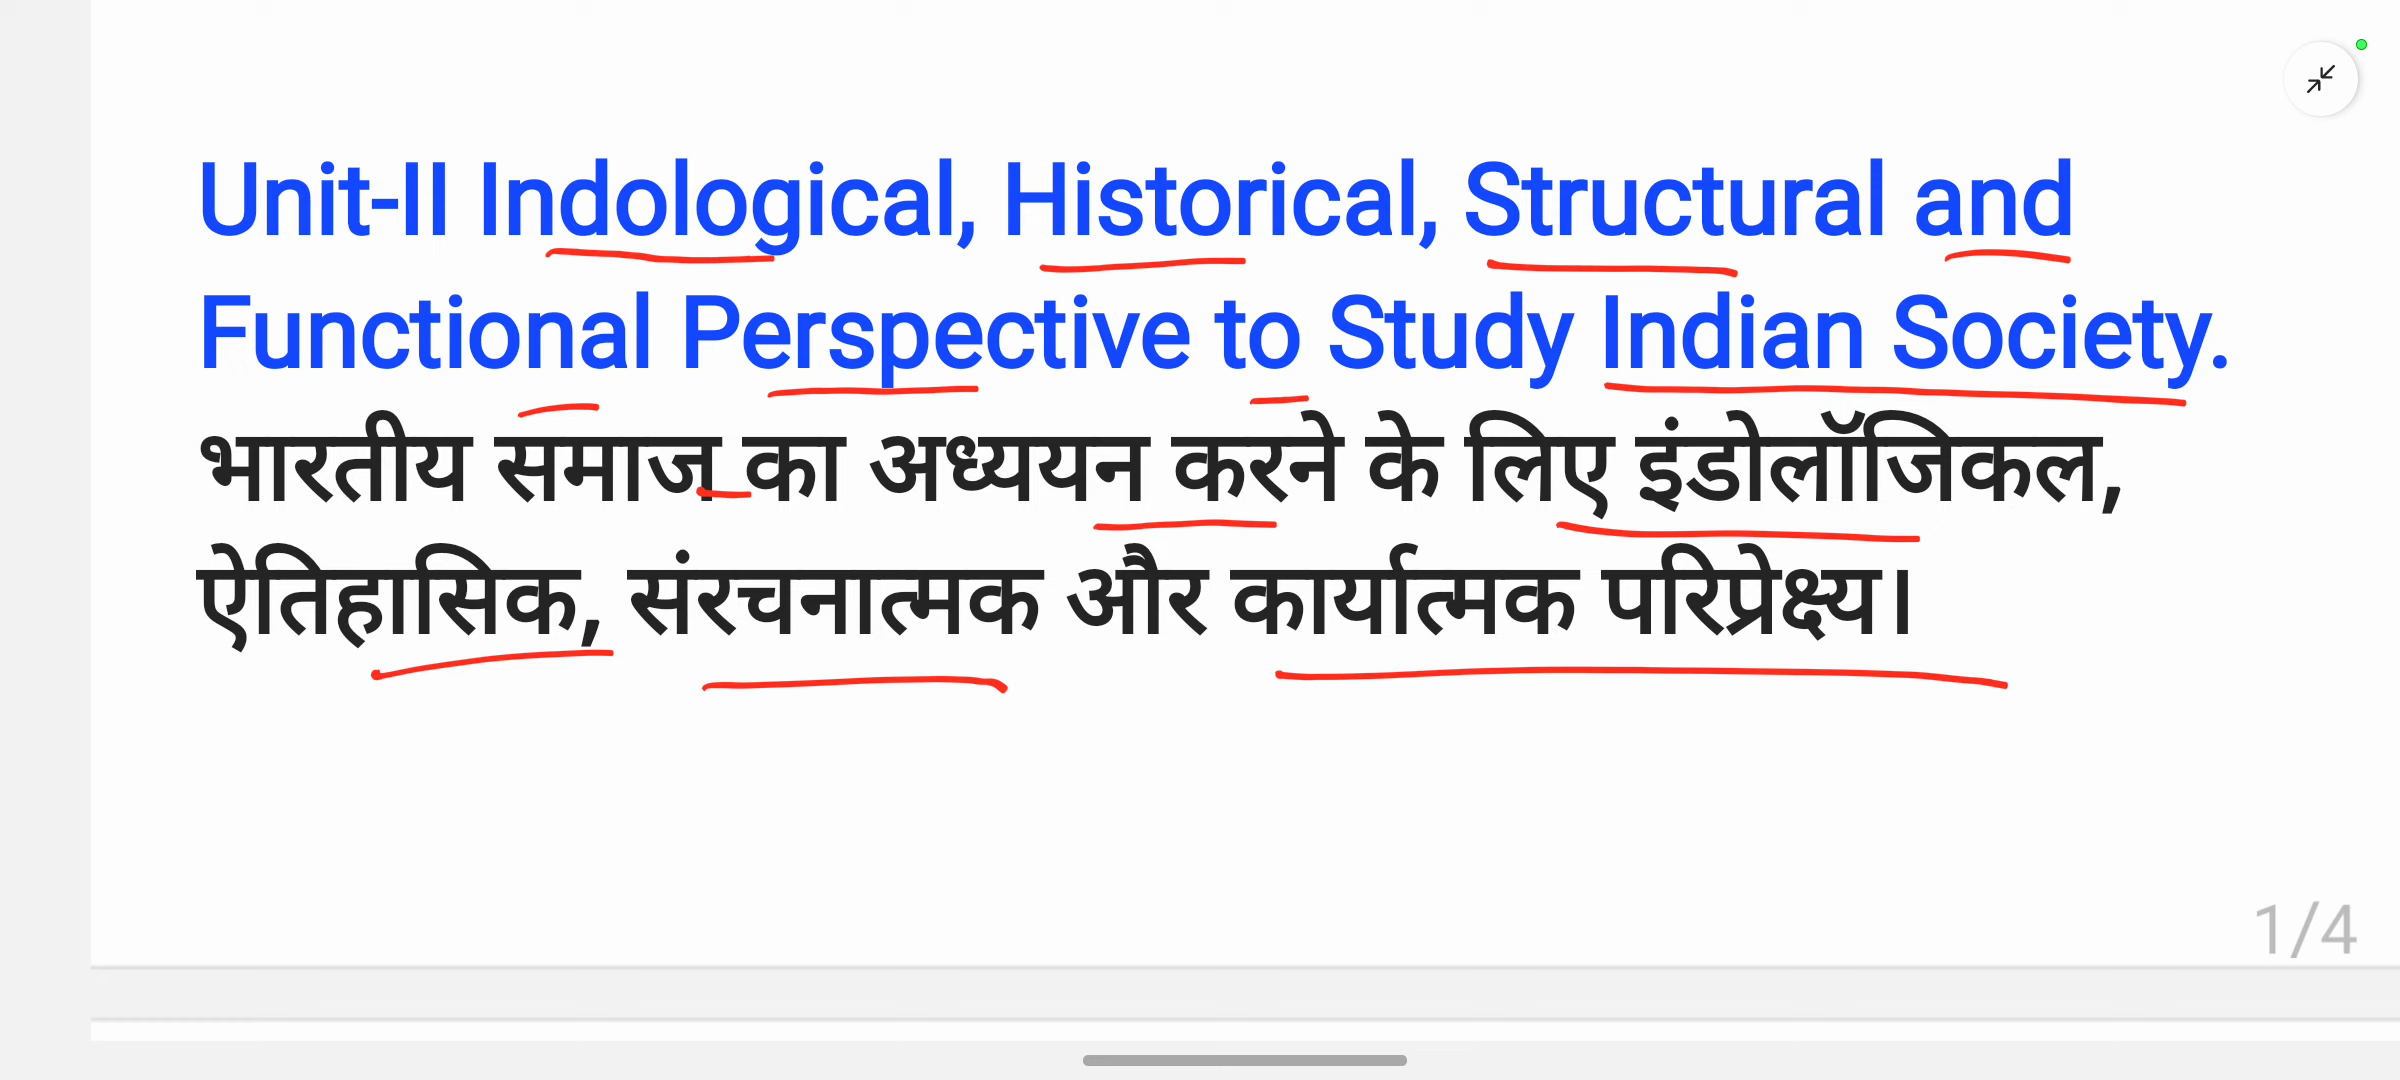 Unit-II Indological, Historical, Structural and
Functional Perspective to Study Indian Society.
भारतीय समाज का अध्ययन करने के लिए इंडोलॉजिकल,
ऐतिहासिक, संरचनात्मक और कार्यात्मक परिप्रेक्ष्य।
1/4